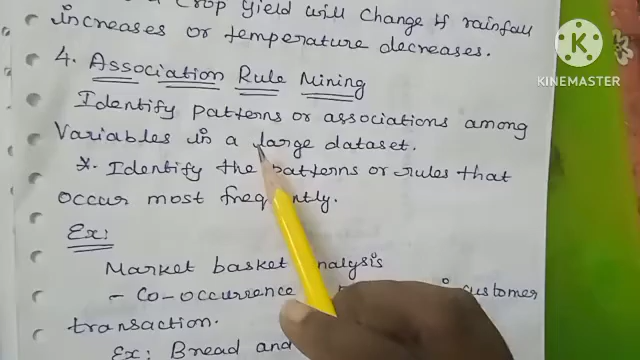 a crop yield will change if rainfall
increases or temperature decreases.
4. Association Rule Mining
Identify patterns or associations among
Variables in a large dataset.
*. Identify the patterns or rules that
occur most frequently.
Ex:
Market basket analysis
- Co-occurrence customer
transaction.
Ex: Bread and
KINEMASTER